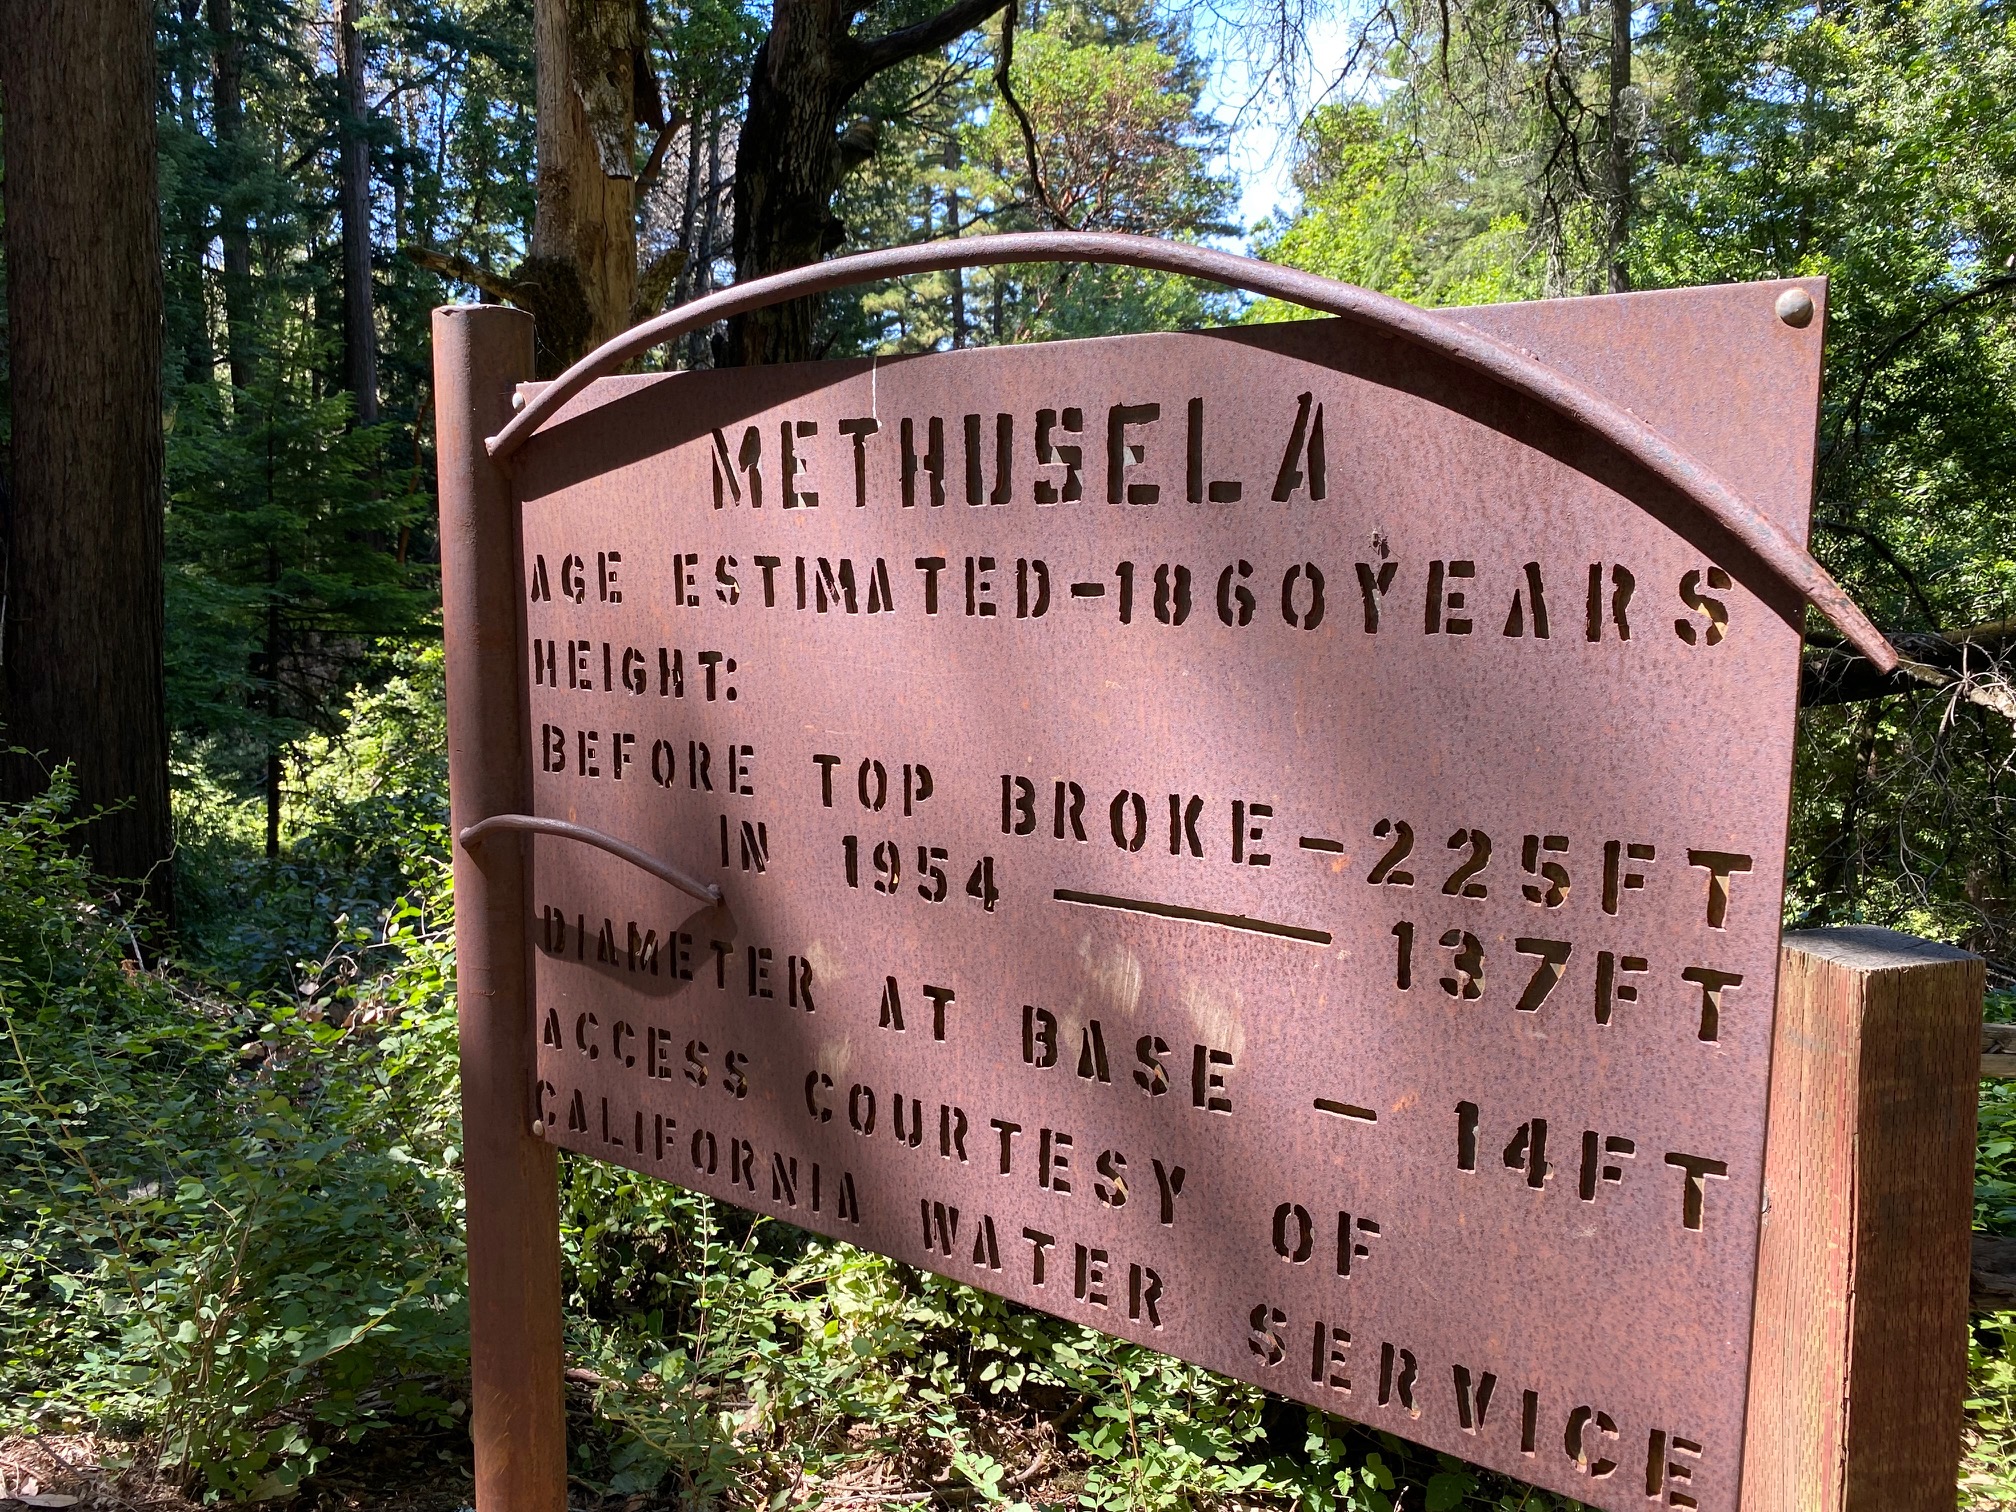 METHUSELA
AGE ESTIMATED-1860YEARS
HEIGHT:
BEFORE TOP BROKE-225FT
IN 1954 — 137FT
DIAMETER AT BASE - 14FT
ACCESS COURTESY OF
CALIFORNIA WATER SERVICE